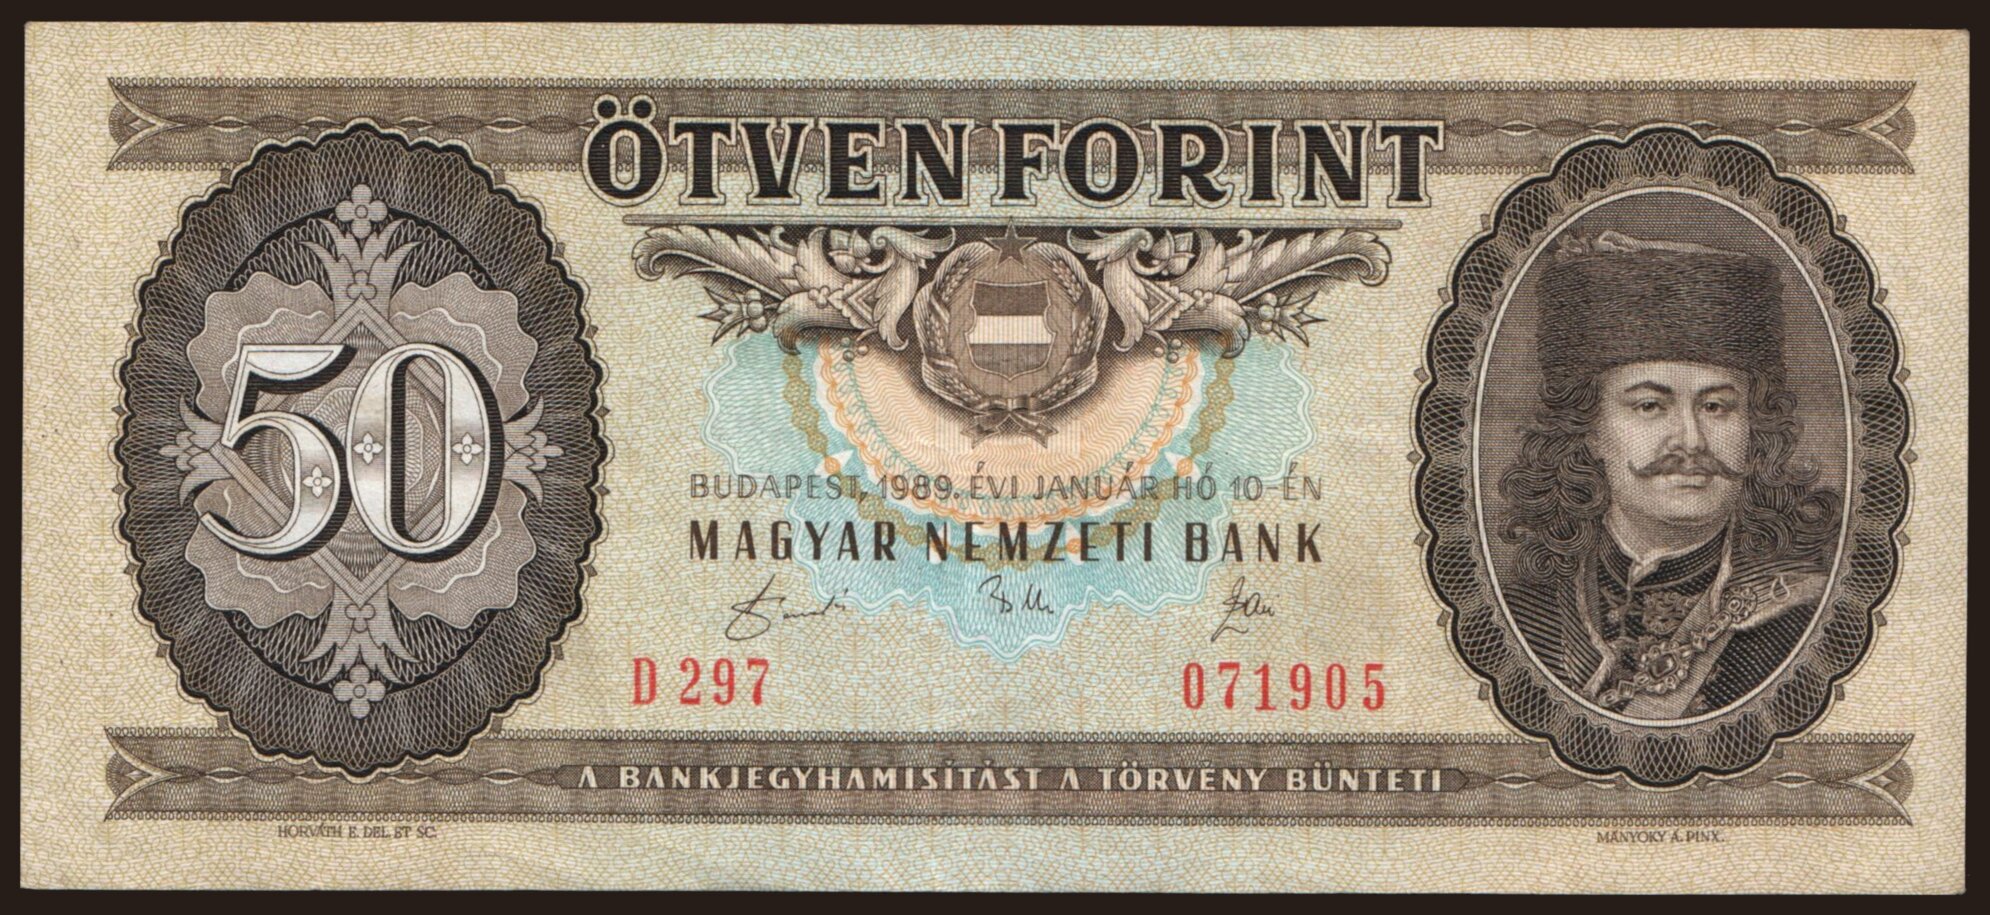 ÖTVEN FORINT
50
BUDAPEST, 1989. ÉVI JANUÁR HÓ 10-ÉN
MAGYAR NEMZETI BANK
D 297 071905
A BANKJEGYHAMISÍTÁST A TÖRVÉNY BÜNTETI
HORVÁTH E. DEL. ET SC. MÁNYOKY Á. PINX.